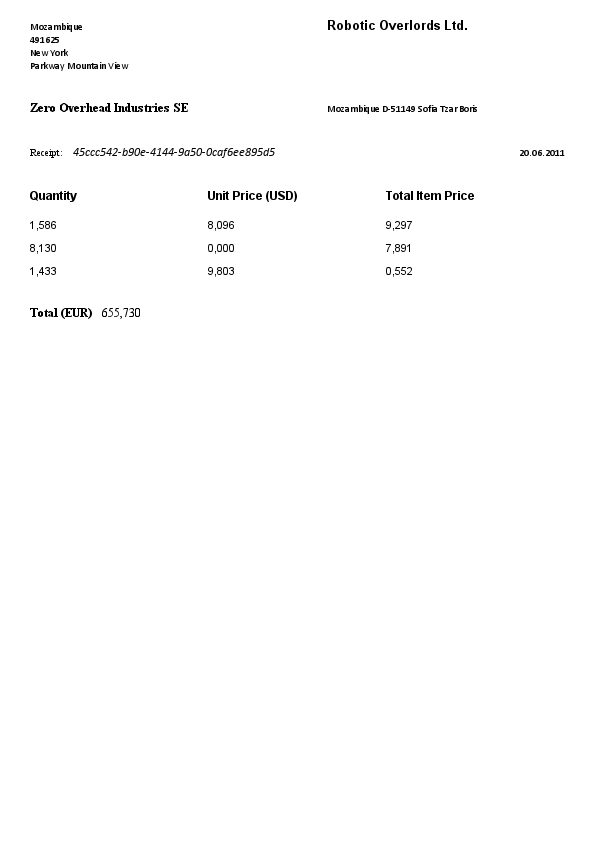 Mozambique
491625
New York
Parkway Mountain View
Robotic Overlords Ltd.
Zero Overhead Industries SE
Mozambique D-51149 Sofia Tzar Boris
Receipt: 45ccc542-b90e-4144-9a50-0caf6ee895d5 20.06.2011
Quantity Unit Price (USD) Total Item Price
1,586 8,096 9,297
8,130 0,000 7,891
1,433 9,803 0,552
Total (EUR) 655,730